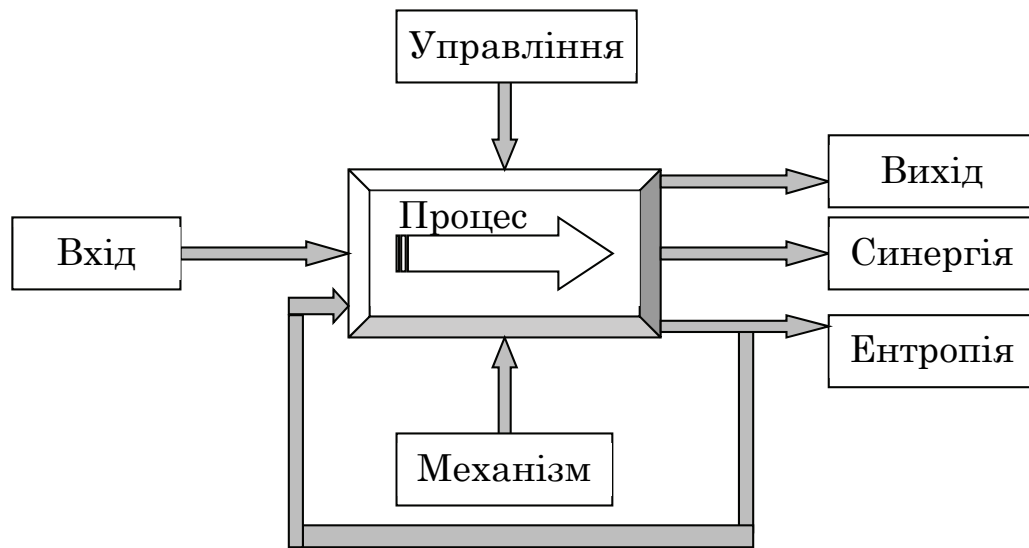 Управління
Вихід
Процес
Вхід
Синергія
Ентропія
Механізм